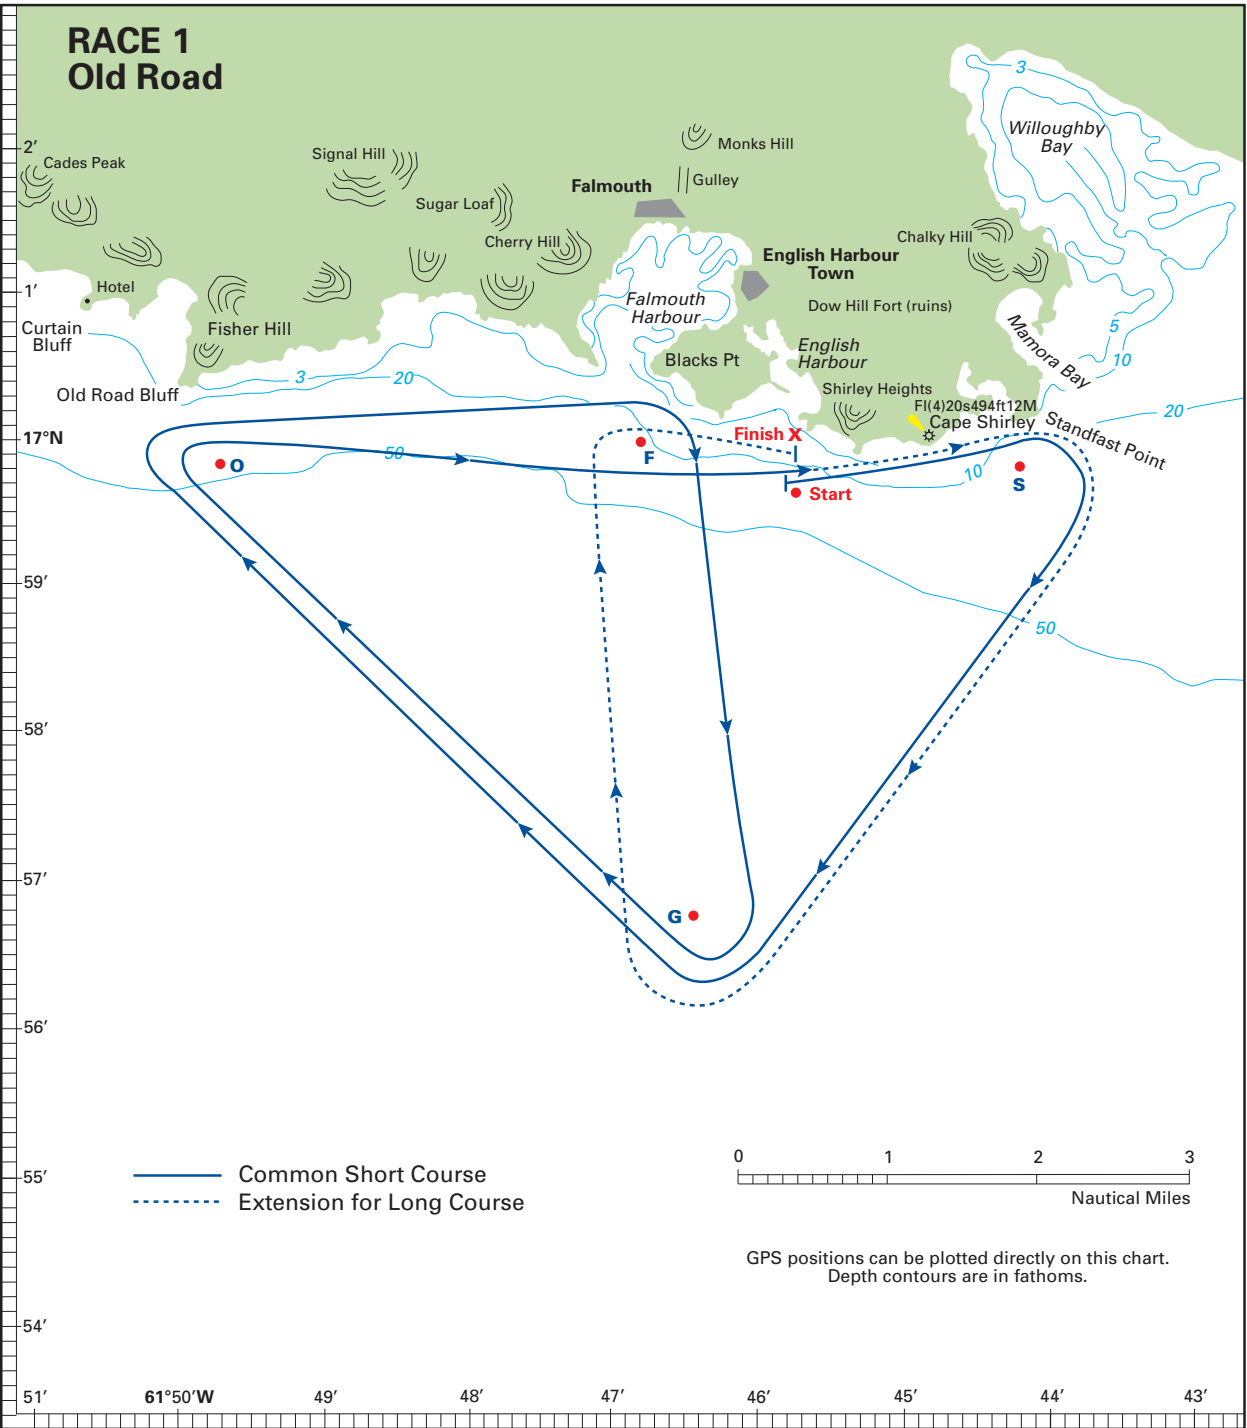 RACE 1
Old Road
3
Willoughby
Bay
2′
Cades Peak
Signal Hill
Monks Hill
Gulley
Falmouth
Sugar Loaf
Cherry Hill
Chalky Hill
English Harbour
Town
1′
Hotel
Falmouth
Harbour
Dow Hill Fort (ruins)
Curtain
Bluff
Fisher Hill
Mamora Bay
5
English
Harbour
Blacks Pt
10
3
20
Shirley Heights
Old Road Bluff
Fl(4)20s494ft12M
Cape Shirley
20
Standfast Point
17°N
Finish X
F
50
O
10
S
Start
59′
50
58′
57′
G
56′
55′
Common Short Course
Extension for Long Course
0
1
2
3
Nautical Miles
GPS positions can be plotted directly on this chart.
Depth contours are in fathoms.
54′
51′
61°50′W
49′
48′
47′
46′
45′
44′
43′